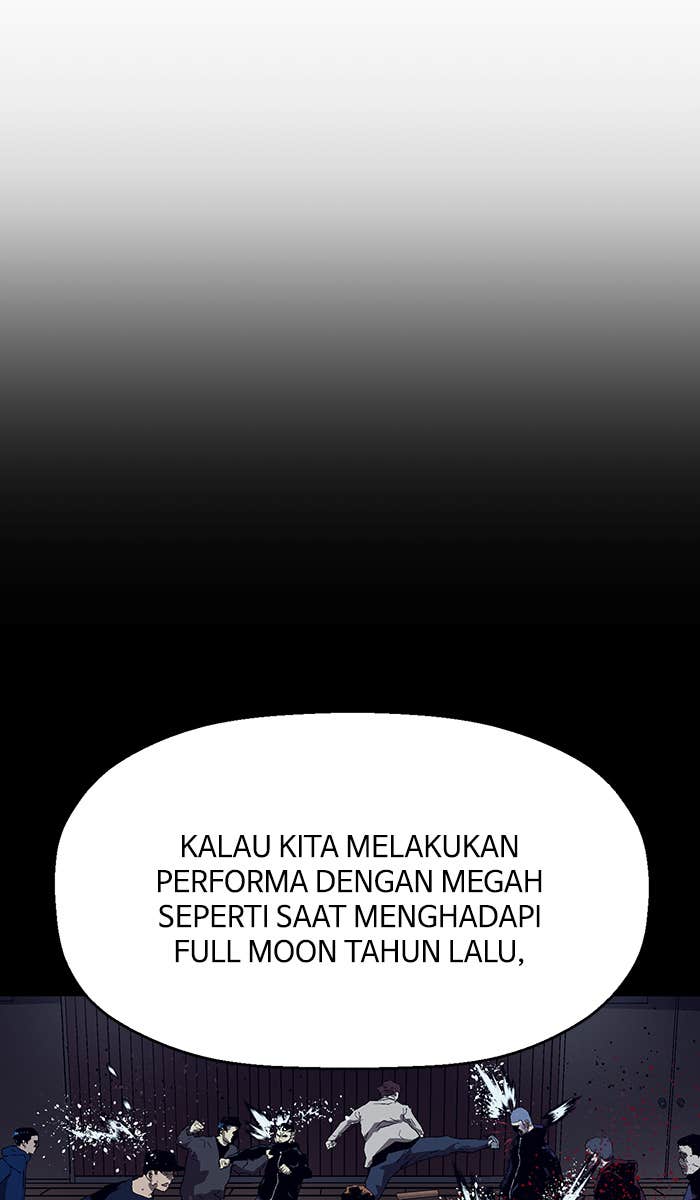 KALAU KITA MELAKUKAN
PERFORMA DENGAN MEGAH
SEPERTI SAAT MENGHADAPI
FULL MOON TAHUN LALU,